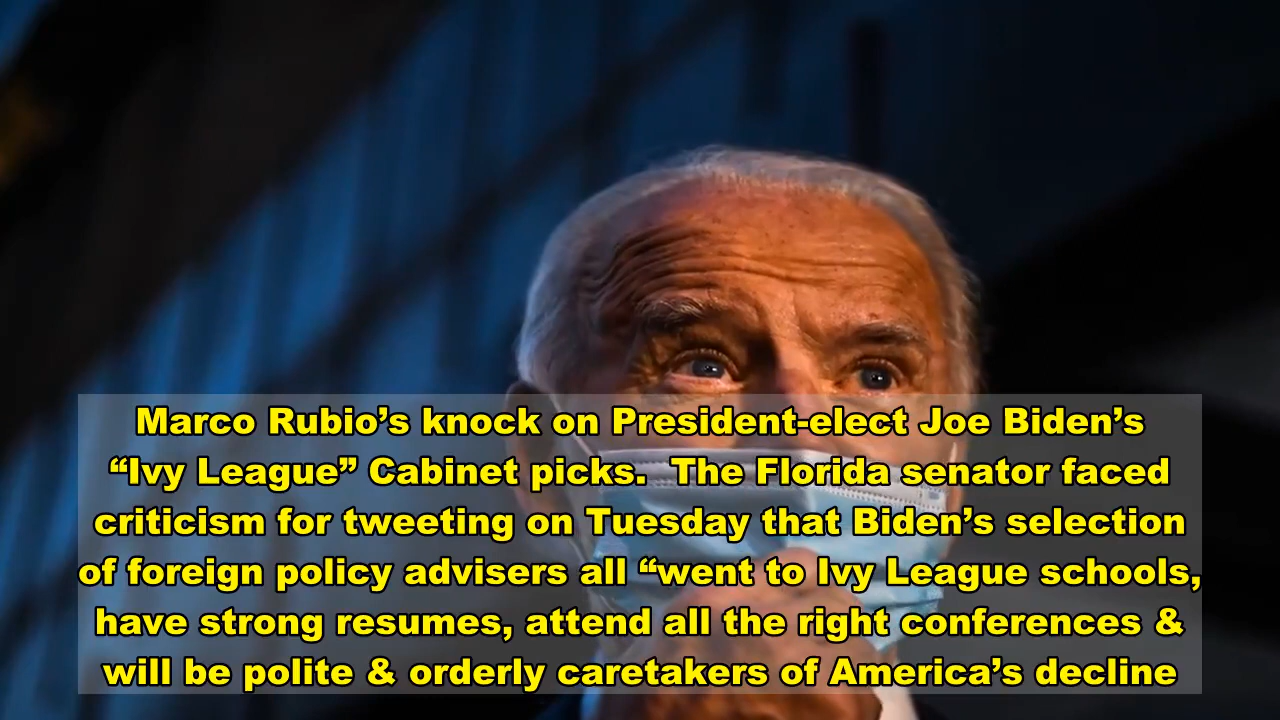 Marco Rubio’s knock on President-elect Joe Biden’s
“Ivy League” Cabinet picks.  The Florida senator faced
criticism for tweeting on Tuesday that Biden’s selection
of foreign policy advisers all “went to Ivy League schools,
have strong resumes, attend all the right conferences &
will be polite & orderly caretakers of America’s decline